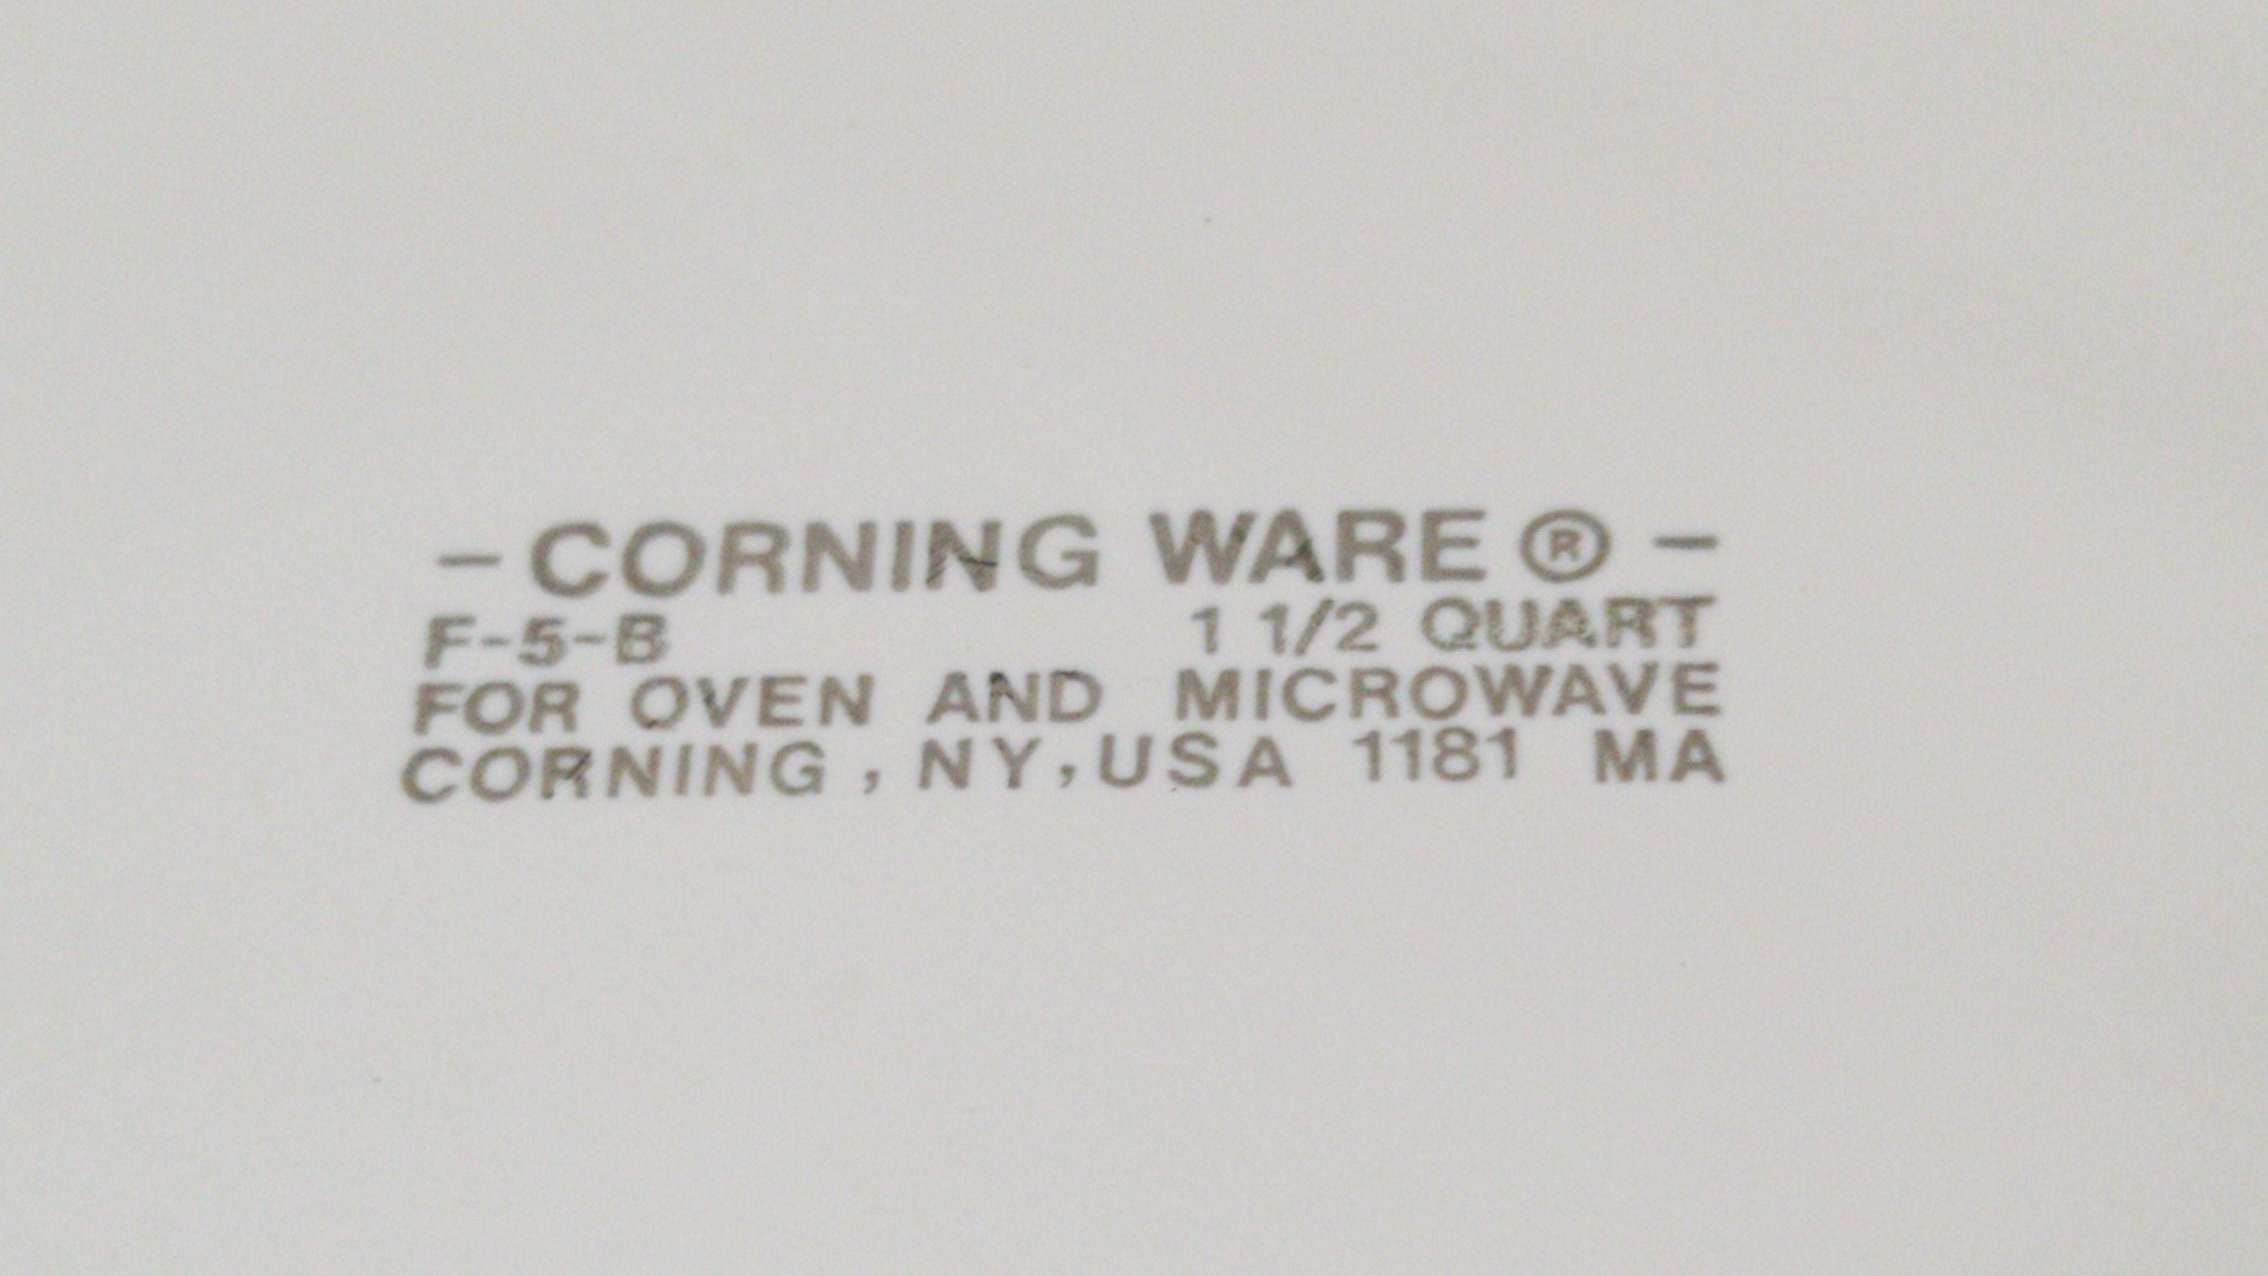 -CORNING WARE ® -
F-5-B 1 1/2 QUART
FOR OVEN AND MICROWAVE
CORNING, NY, USA 1181 MA